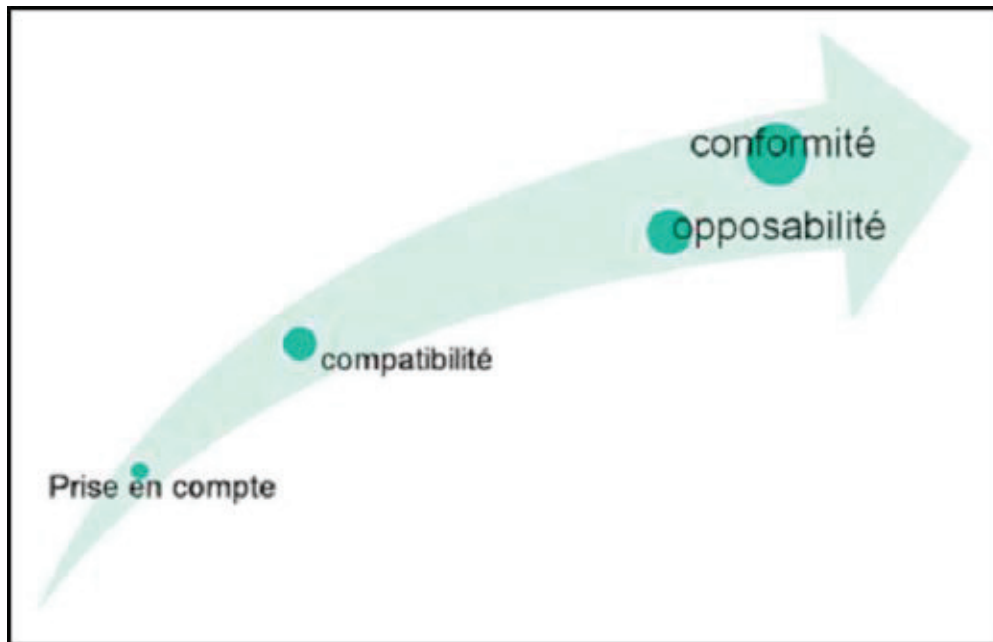 conformité
opposabilité
compatibilité
Prise en compte